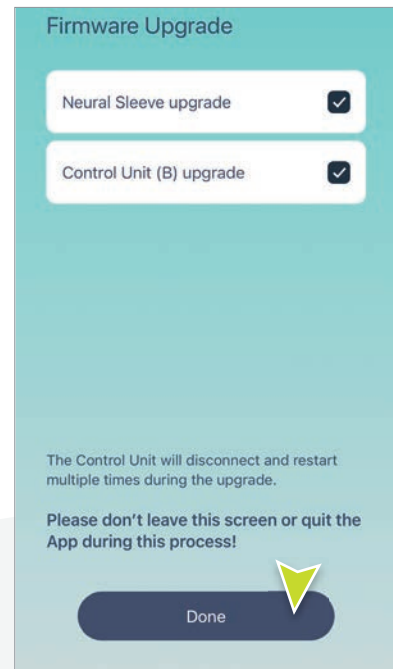 Firmware Upgrade
Neural Sleeve upgrade
Control Unit (B) upgrade
The Control Unit will disconnect and restart
multiple times during the upgrade.
Please don't leave this screen or quit the
App during this process!
Done